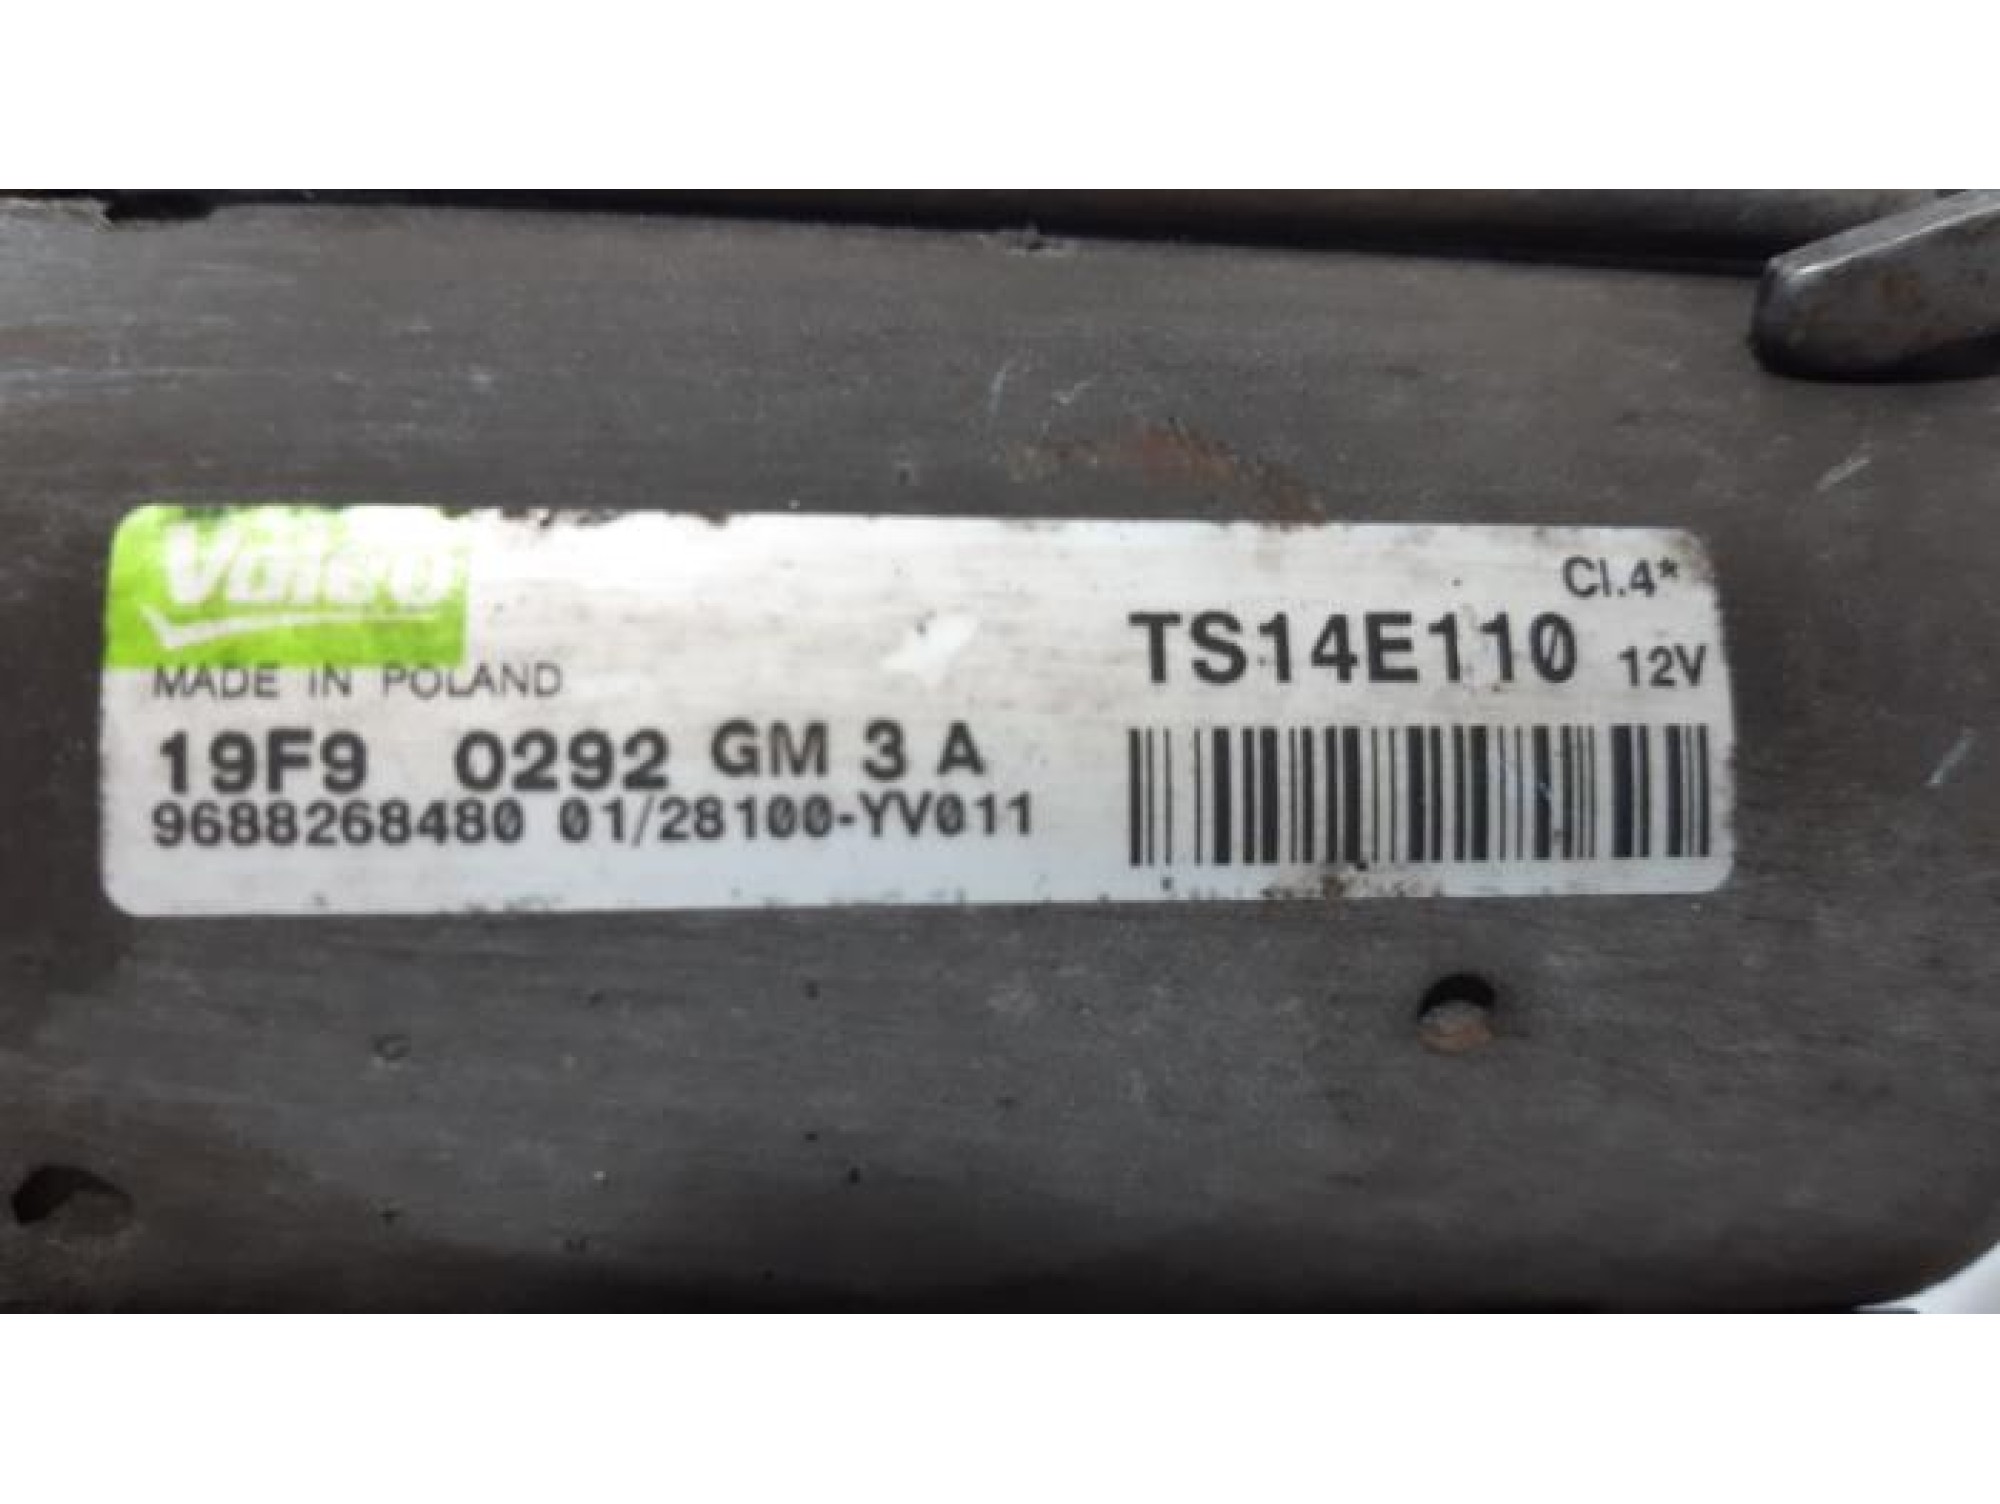 Valeo
Cl.4*
TS14E110 12V
MADE IN POLAND
19F9 0292 GM 3 A
9688268480 01/28100-YV011